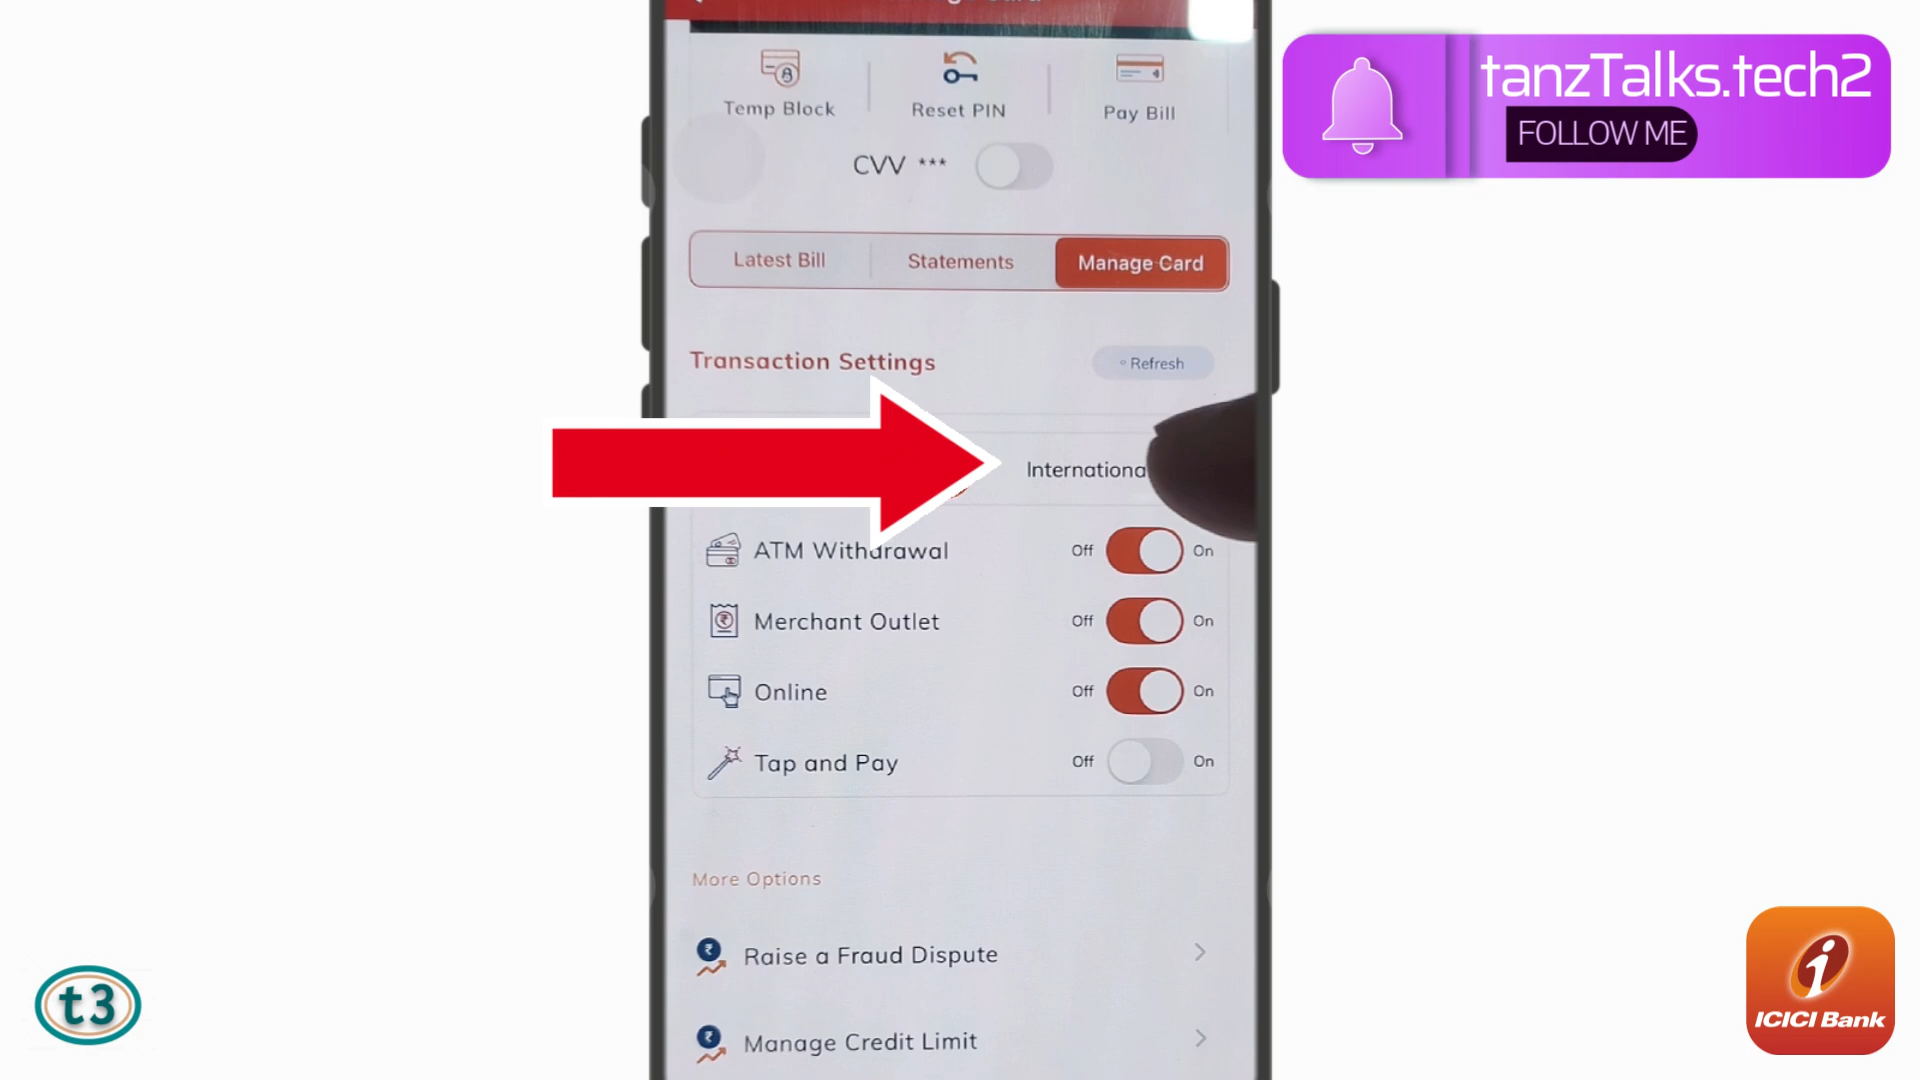 Temp Block
Reset PIN
Pay Bill
CVV ***
Latest Bill
Statements
Manage Card
Transaction Settings
Refresh
Internationa
ATM Withdrawal
Off
On
Merchant Outlet
Off
On
Online
Off
On
Tap and Pay
Off
On
More Options
Raise a Fraud Dispute
Manage Credit Limit
tanzTalks.tech2
FOLLOW ME
t3
i
ICICI Bank